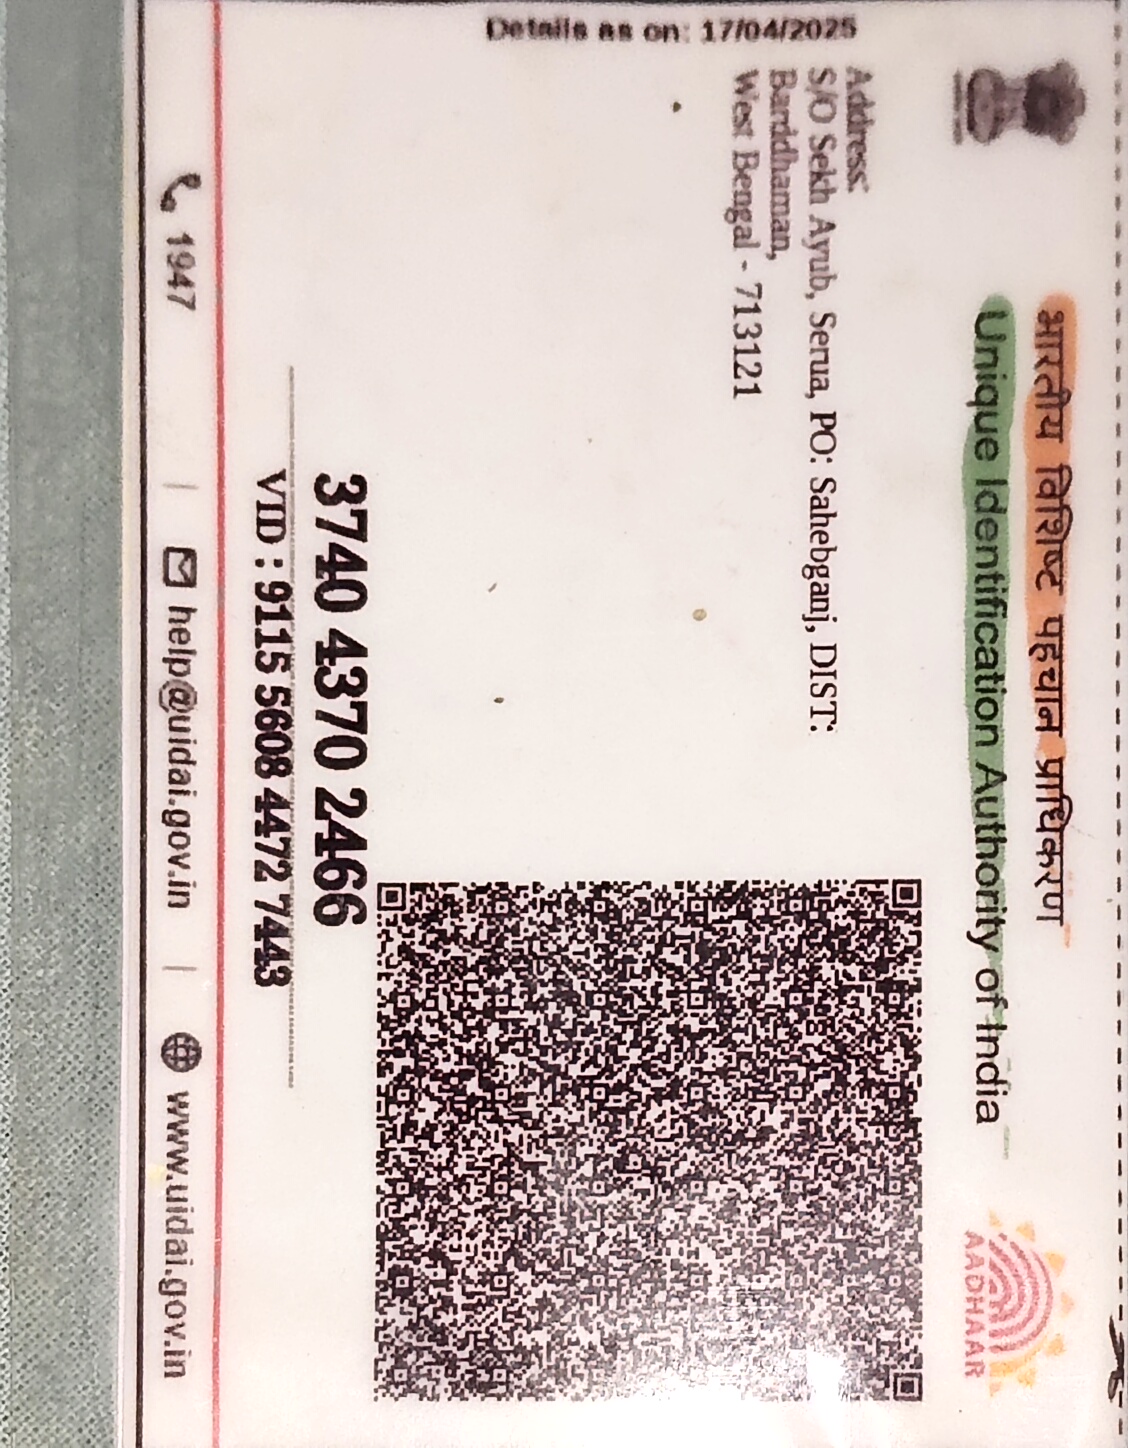 भारतीय विशिष्ट पहचान प्राधिकरण
Unique Identification Authority of India
AADHAAR
Details as on: 17/04/2025
Address:
S/O Sekh Ayub, Serua, PO: Sahebganj, DIST:
Barddhaman,
West Bengal - 713121
3740 4370 2466
VID : 9115 5608 4472 7443
1947 | help@uidai.gov.in | www.uidai.gov.in